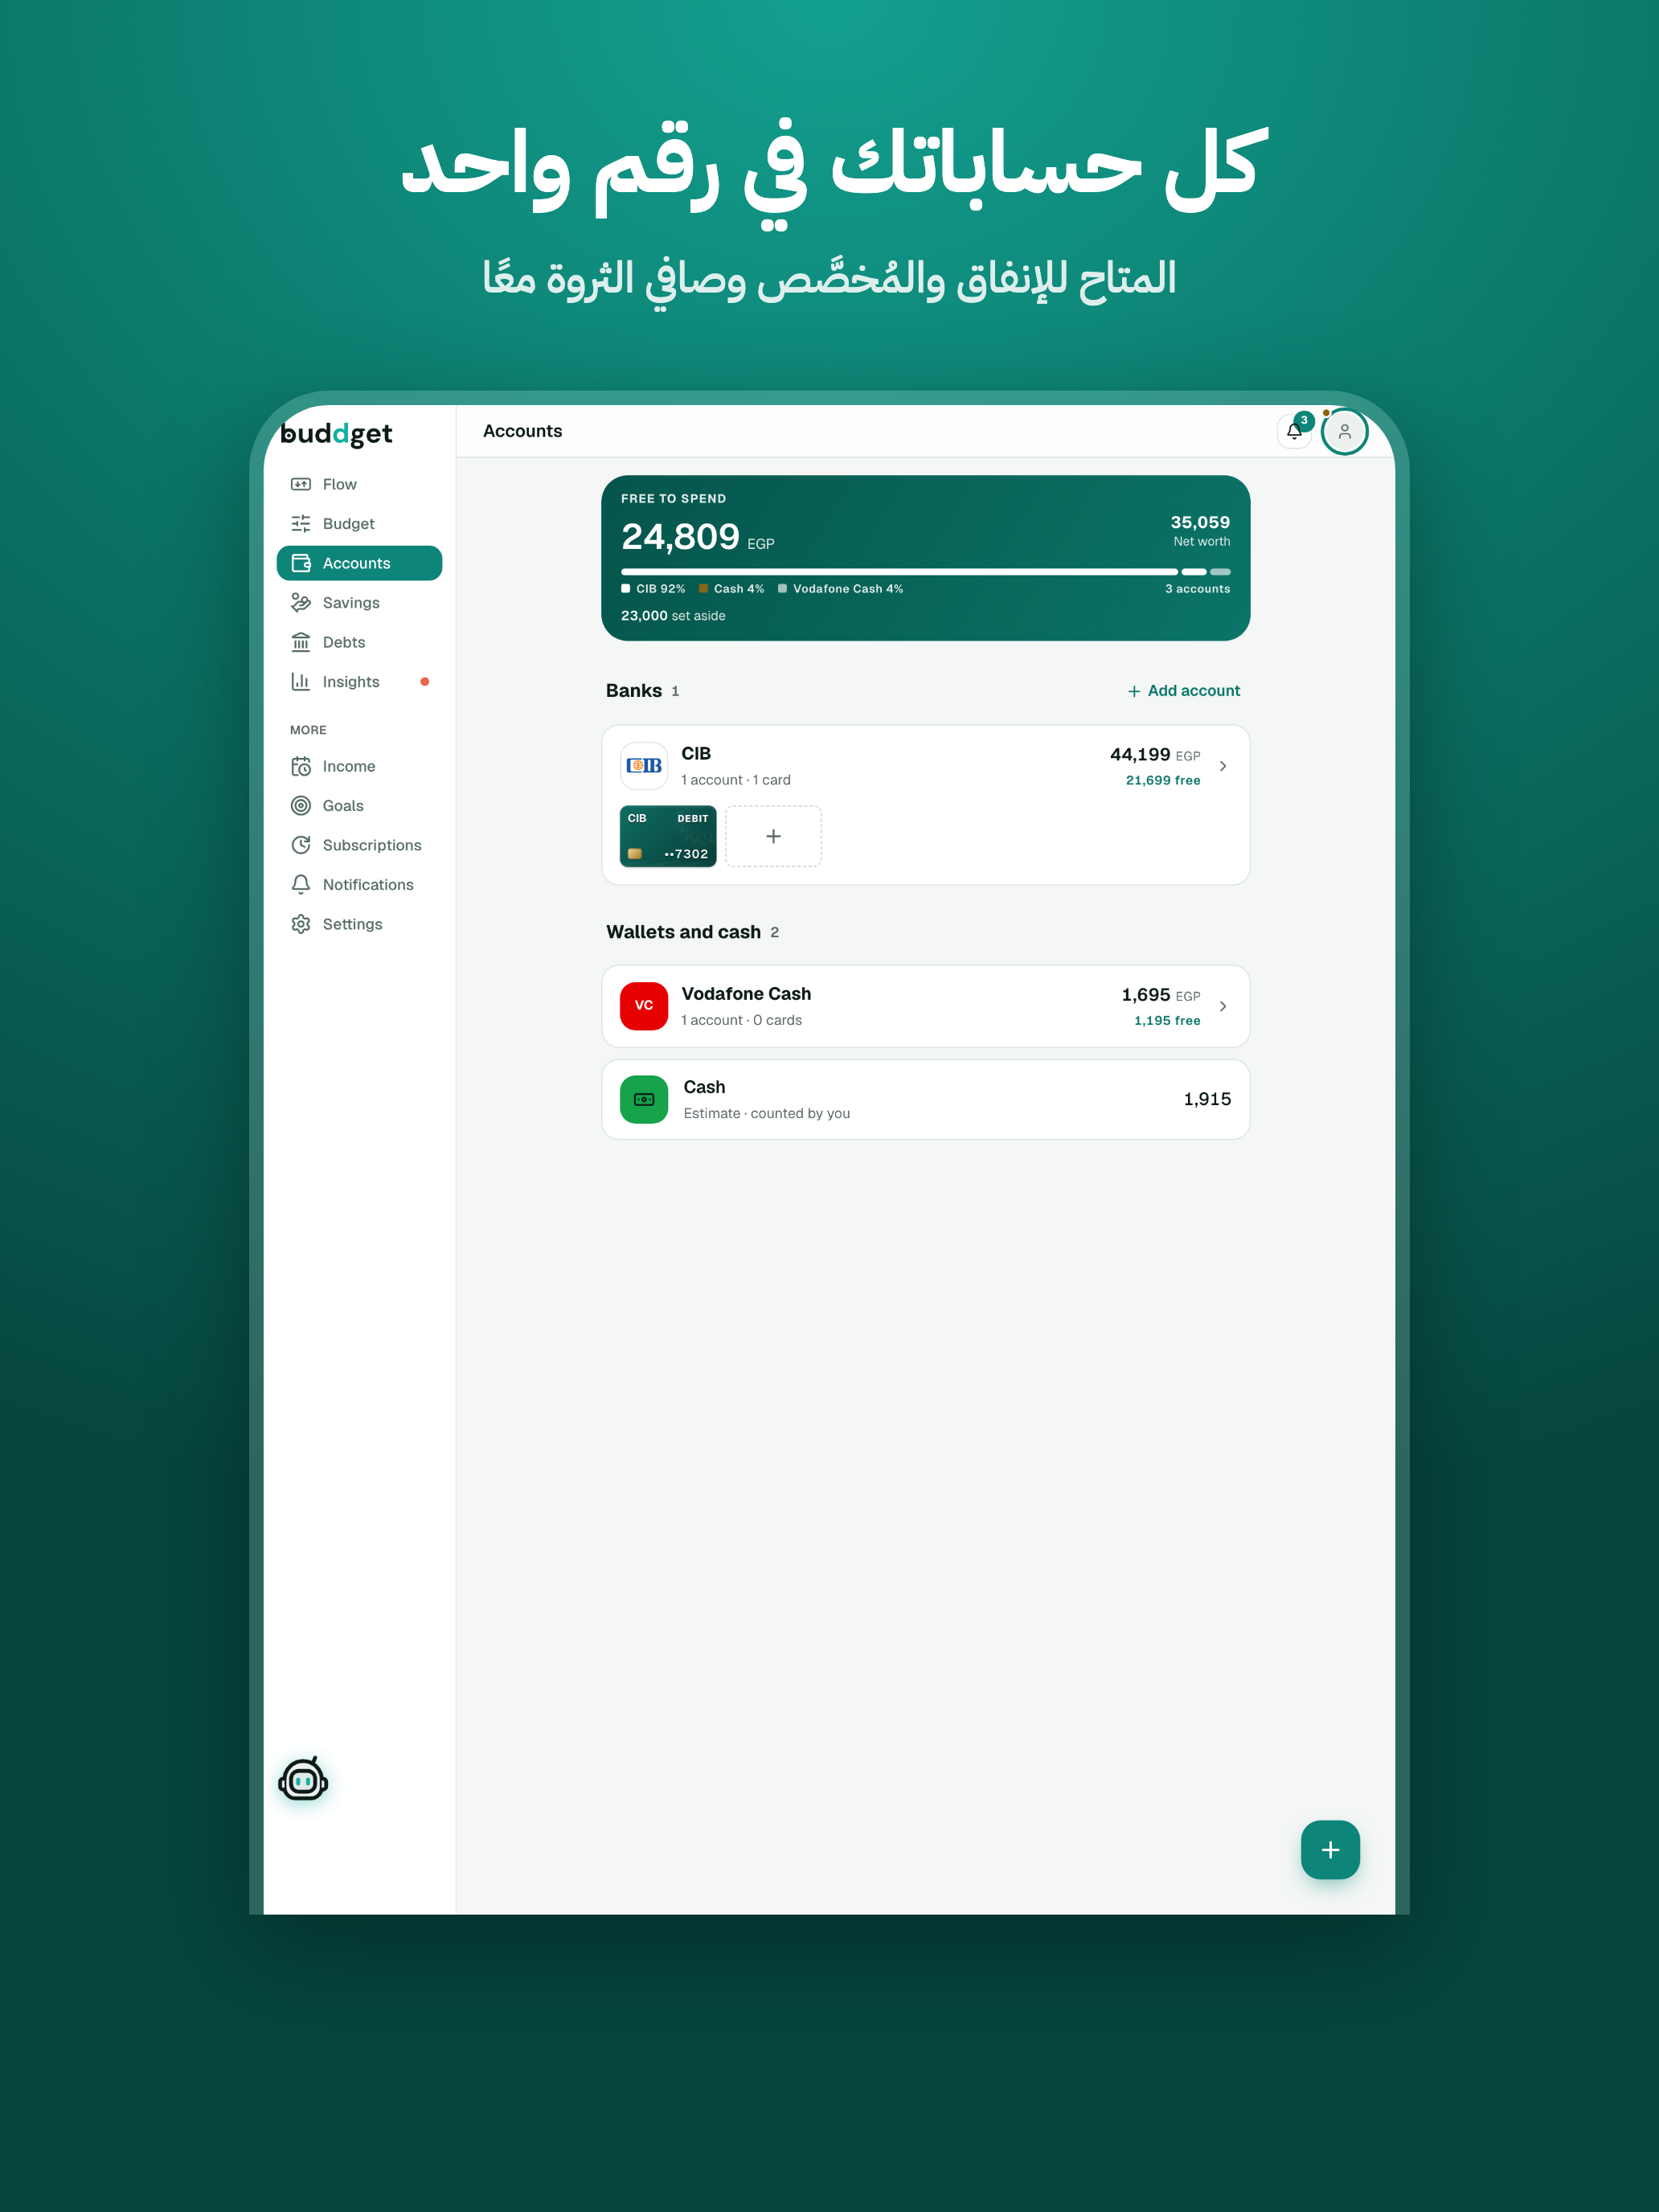 كل حساباتك في رقم واحد
المتاح للإنفاق والمُخصَّص وصافي الثروة معًا
buddget
Flow
Budget
Accounts
Savings
Debts
Insights
MORE
Income
Goals
Subscriptions
Notifications
Settings
Accounts
3
FREE TO SPEND
24,809 EGP
35,059
Net worth
CIB 92% Cash 4% Vodafone Cash 4%
3 accounts
23,000 set aside
Banks 1
+ Add account
CIB
CIB
1 account · 1 card
44,199 EGP
21,699 free
CIB DEBIT
••7302
+
Wallets and cash 2
VC
Vodafone Cash
1 account · 0 cards
1,695 EGP
1,195 free
Cash
Estimate · counted by you
1,915
+